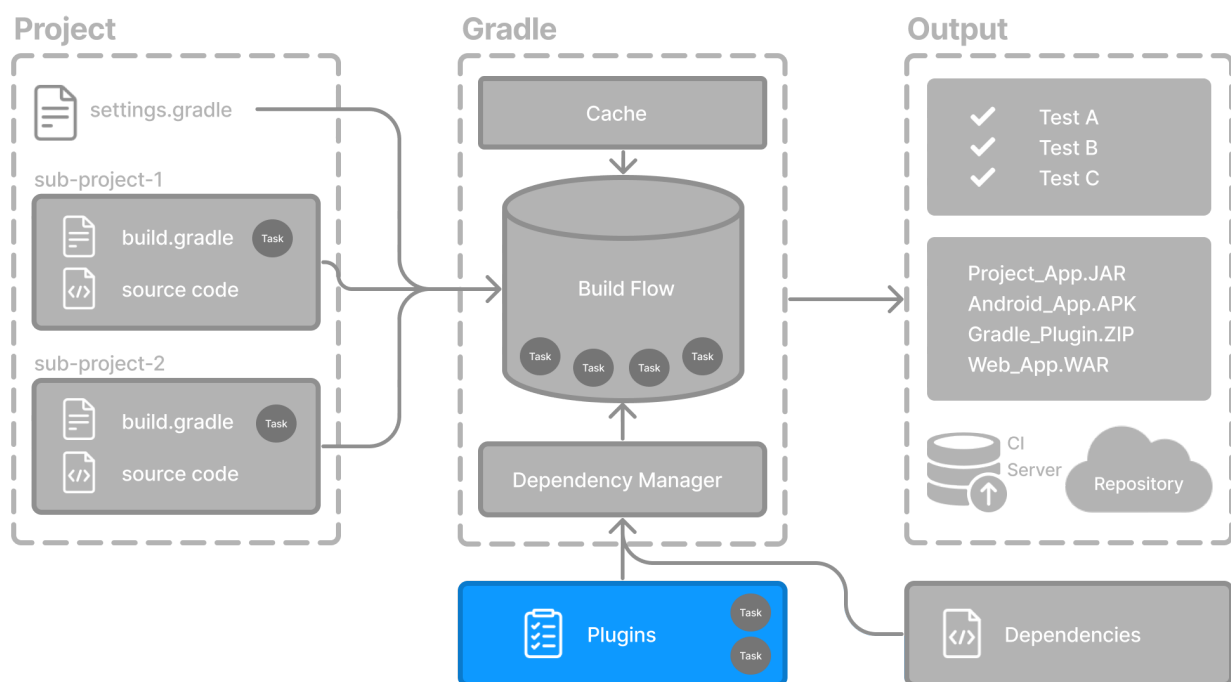 Project
settings.gradle
sub-project-1
build.gradle
Task
source code
sub-project-2
build.gradle
Task
source code
Gradle
Cache
Build Flow
Task
Task
Task
Task
Dependency Manager
Plugins
Task
Task
Output
Test A
Test B
Test C
Project_App.JAR
Android_App.APK
Gradle_Plugin.ZIP
Web_App.WAR
CI
Server
Repository
Dependencies